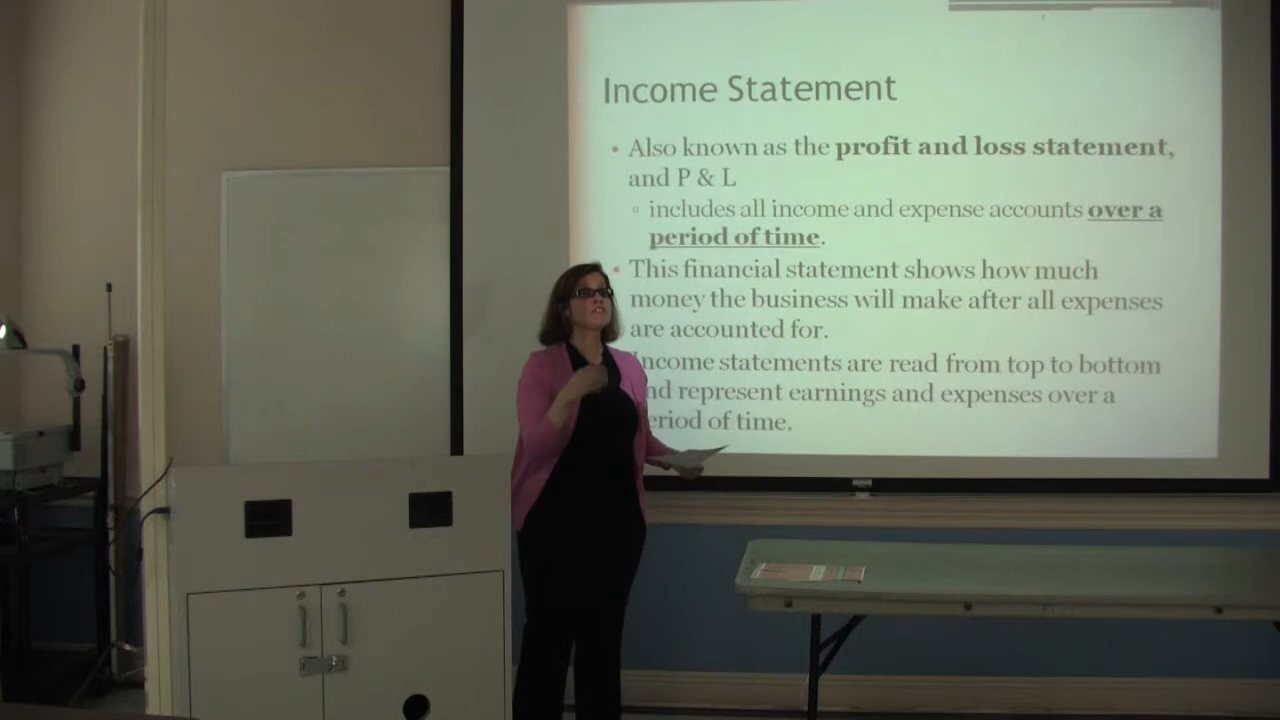 Income Statement
• Also known as the profit and loss statement,
and P & L
▫ includes all income and expense accounts over a
period of time.
• This financial statement shows how much
money the business will make after all expenses
are accounted for.
ncome statements are read from top to bottom
nd represent earnings and expenses over a
eriod of time.